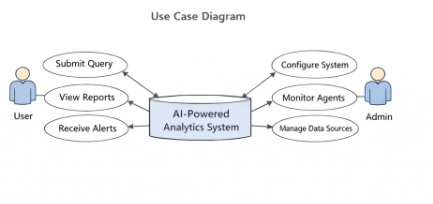 Use Case Diagram
Submit Query
Configure System
View Reports
Monitor Agents
User
AI-Powered
Analytics System
Admin
Receive Alerts
Manage Data Sources